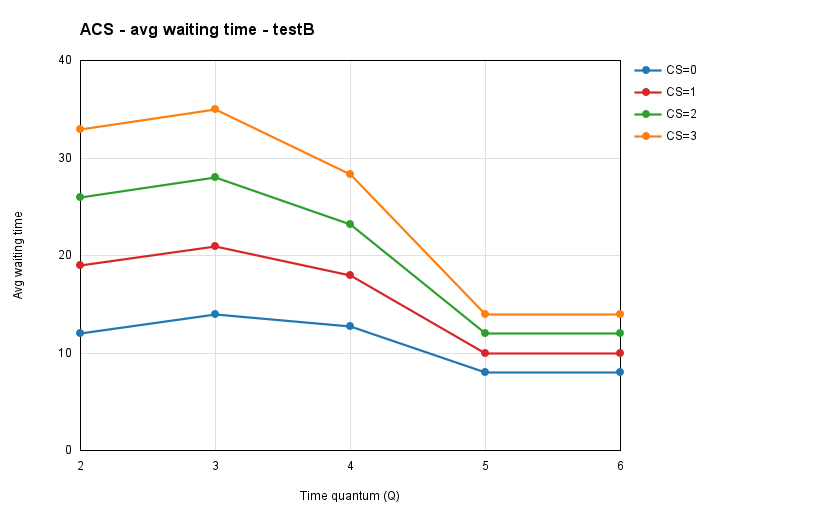 ACS - avg waiting time - testB
40
30
20
10
0
Avg waiting time
2 3 4 5 6
Time quantum (Q)
CS=0
CS=1
CS=2
CS=3